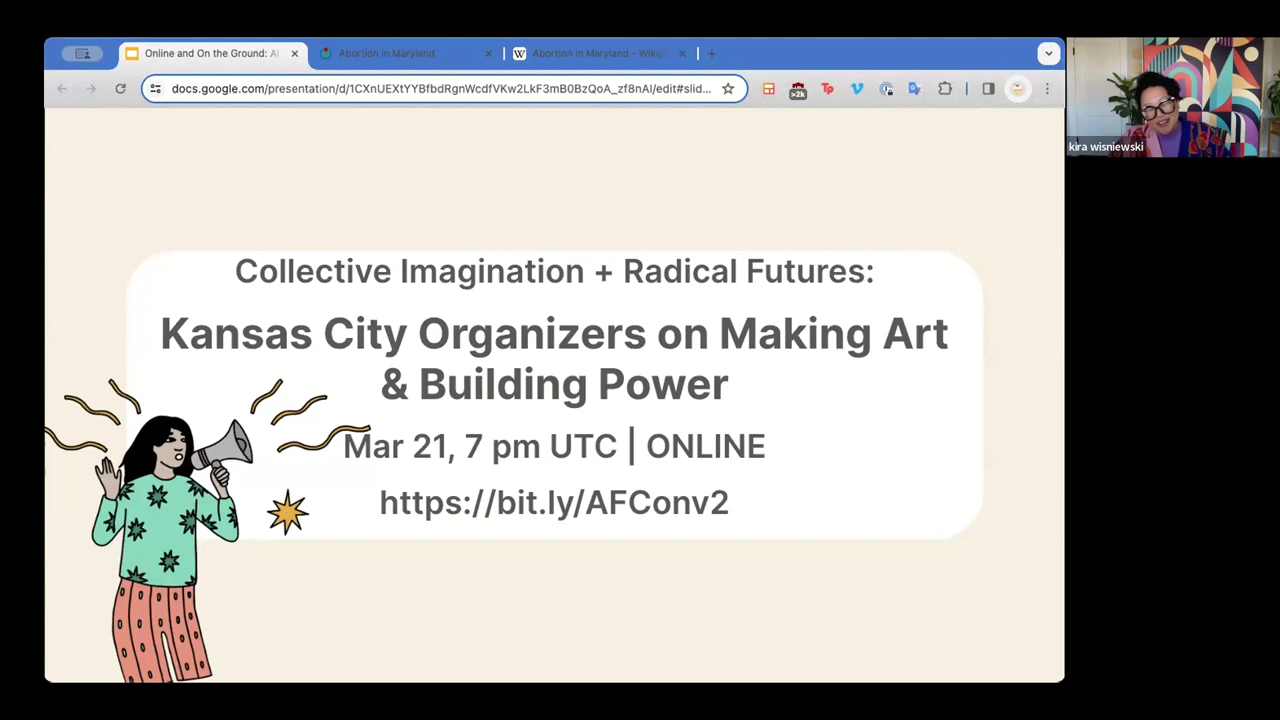 Online and On the Ground: A
Abortion in Maryland
Abortion in Maryland - Wiki
docs.google.com/presentation/d/1CXnUEXtYYBfbdRgnWcdfVKw2LkF3mB0BzQoA_zf8nAI/edit#slid...
>2k
Tp
kira wisniewski
Collective Imagination + Radical Futures:
Kansas City Organizers on Making Art
& Building Power
Mar 21, 7 pm UTC | ONLINE
https://bit.ly/AFConv2